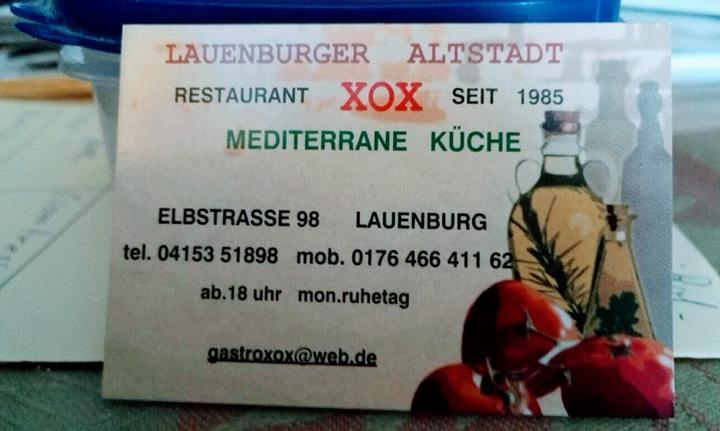 LAUENBURGER ALTSTADT
RESTAURANT XOX SEIT 1985
MEDITERRANE KÜCHE
ELBSTRASSE 98 LAUENBURG
tel. 04153 51898 mob. 0176 466 411 62
ab.18 uhr mon.ruhetag
gastroxox@web.de